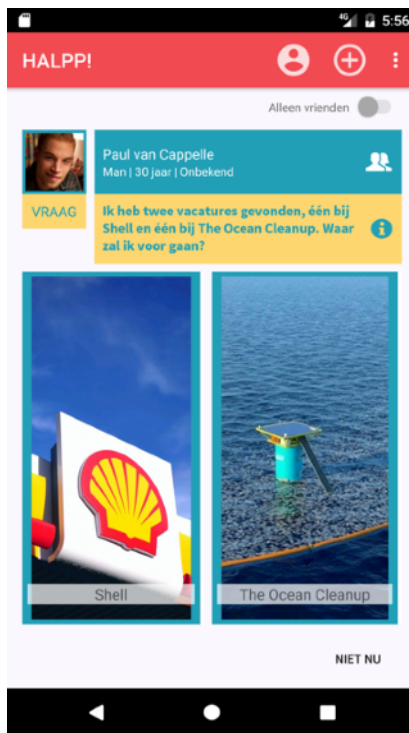 4G 5:56
HALPP!
Alleen vrienden
Paul van Cappelle
Man | 30 jaar | Onbekend
VRAAG
Ik heb twee vacatures gevonden, één bij
Shell en één bij The Ocean Cleanup. Waar
zal ik voor gaan?
Shell
The Ocean Cleanup
NIET NU